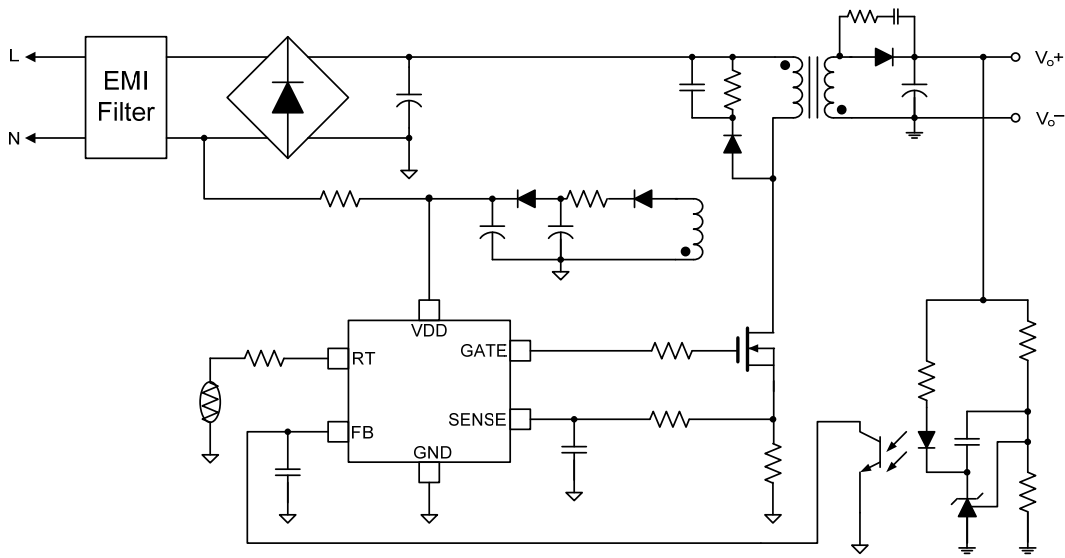 L
EMI
Filter
N
Vo+
Vo−
VDD
RT
GATE
FB
SENSE
GND